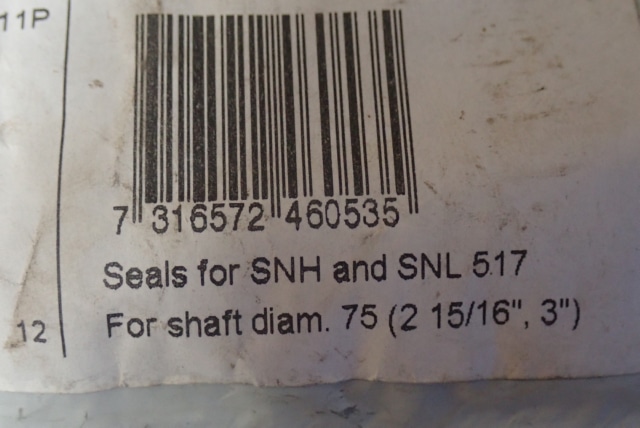 11P
7 316572 460535
Seals for SNH and SNL 517
For shaft diam. 75 (2 15/16", 3")
12